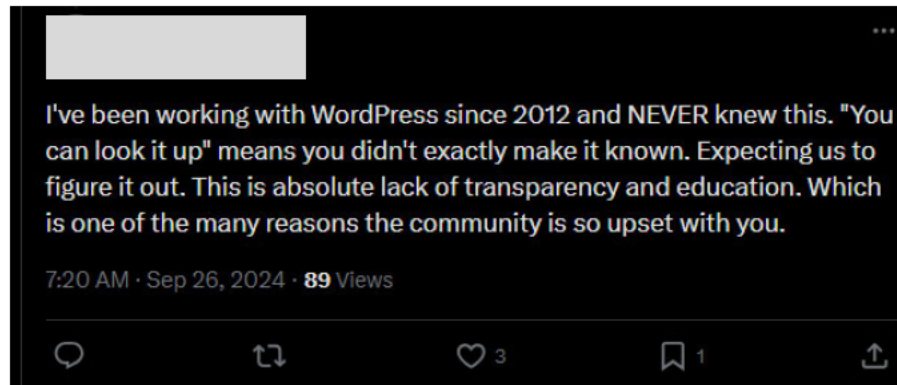 I've been working with WordPress since 2012 and NEVER knew this. "You
can look it up" means you didn't exactly make it known. Expecting us to
figure it out. This is absolute lack of transparency and education. Which
is one of the many reasons the community is so upset with you.
7:20 AM · Sep 26, 2024 · 89 Views
3 1